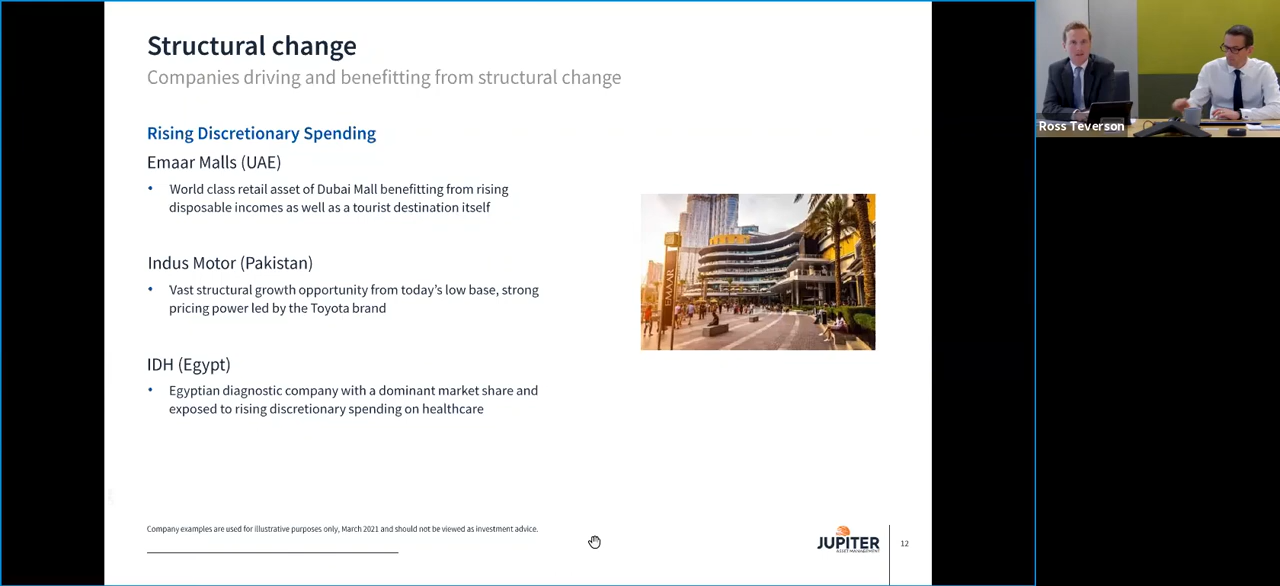 Structural change
Companies driving and benefitting from structural change
Rising Discretionary Spending
Emaar Malls (UAE)
• World class retail asset of Dubai Mall benefitting from rising
disposable incomes as well as a tourist destination itself
Indus Motor (Pakistan)
• Vast structural growth opportunity from today's low base, strong
pricing power led by the Toyota brand
IDH (Egypt)
• Egyptian diagnostic company with a dominant market share and
exposed to rising discretionary spending on healthcare
EMAAR
Company examples are used for illustrative purposes only, March 2021 and should not be viewed as investment advice.
JUPITER
ASSET MANAGEMENT
12
Ross Teverson